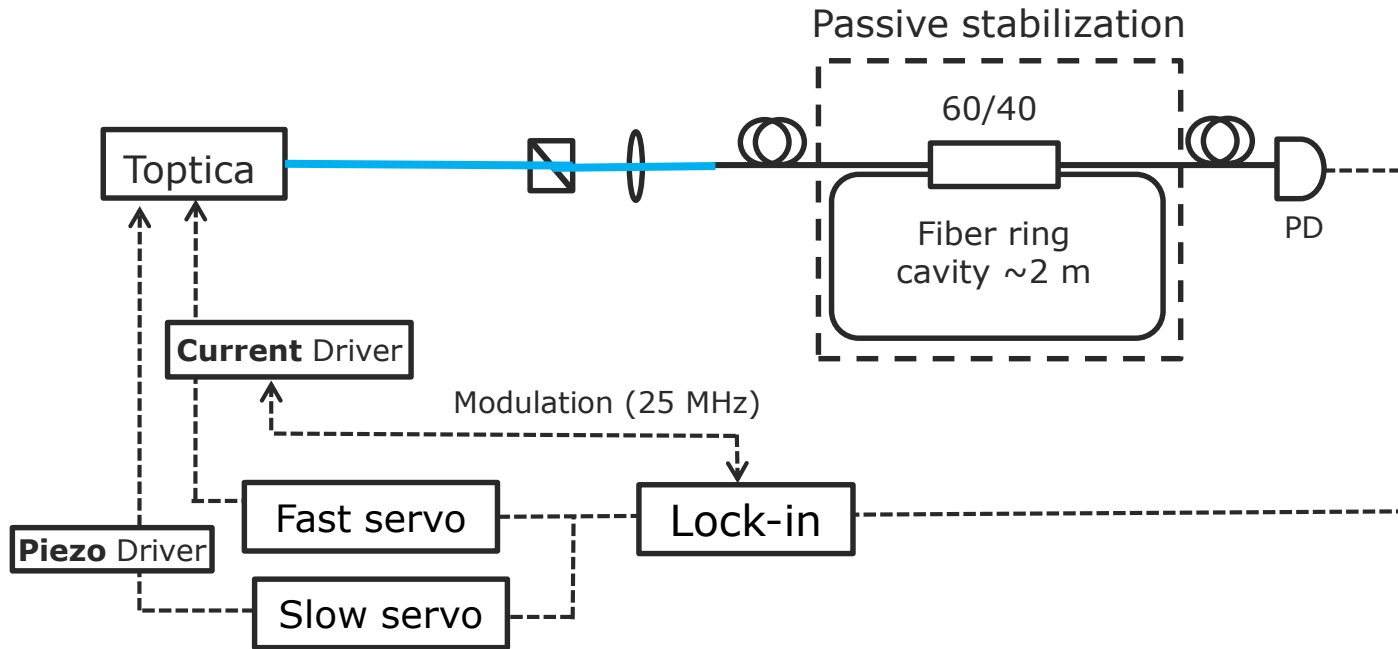 Passive stabilization
60/40
Toptica
Fiber ring
cavity ~2 m
PD
Current Driver
Modulation (25 MHz)
Fast servo
Lock-in
Piezo Driver
Slow servo